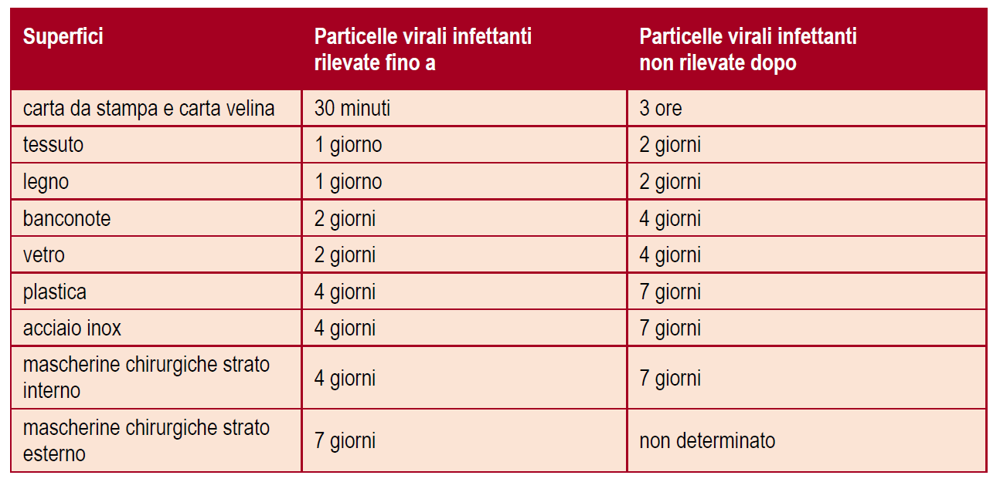 Superfici
Particelle virali infettanti
rilevate fino a
Particelle virali infettanti
non rilevate dopo
carta da stampa e carta velina
30 minuti
3 ore
tessuto
1 giorno
2 giorni
legno
1 giorno
2 giorni
banconote
2 giorni
4 giorni
vetro
2 giorni
4 giorni
plastica
4 giorni
7 giorni
acciaio inox
4 giorni
7 giorni
mascherine chirurgiche strato
interno
4 giorni
7 giorni
mascherine chirurgiche strato
esterno
7 giorni
non determinato